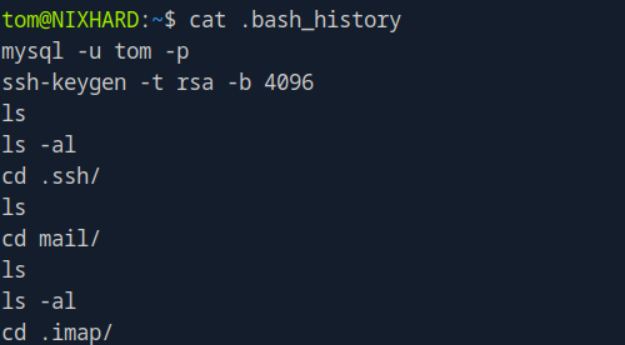 tom@NIXHARD:~$ cat .bash_history
mysql -u tom -p
ssh-keygen -t rsa -b 4096
ls
ls -al
cd .ssh/
ls
cd mail/
ls
ls -al
cd .imap/